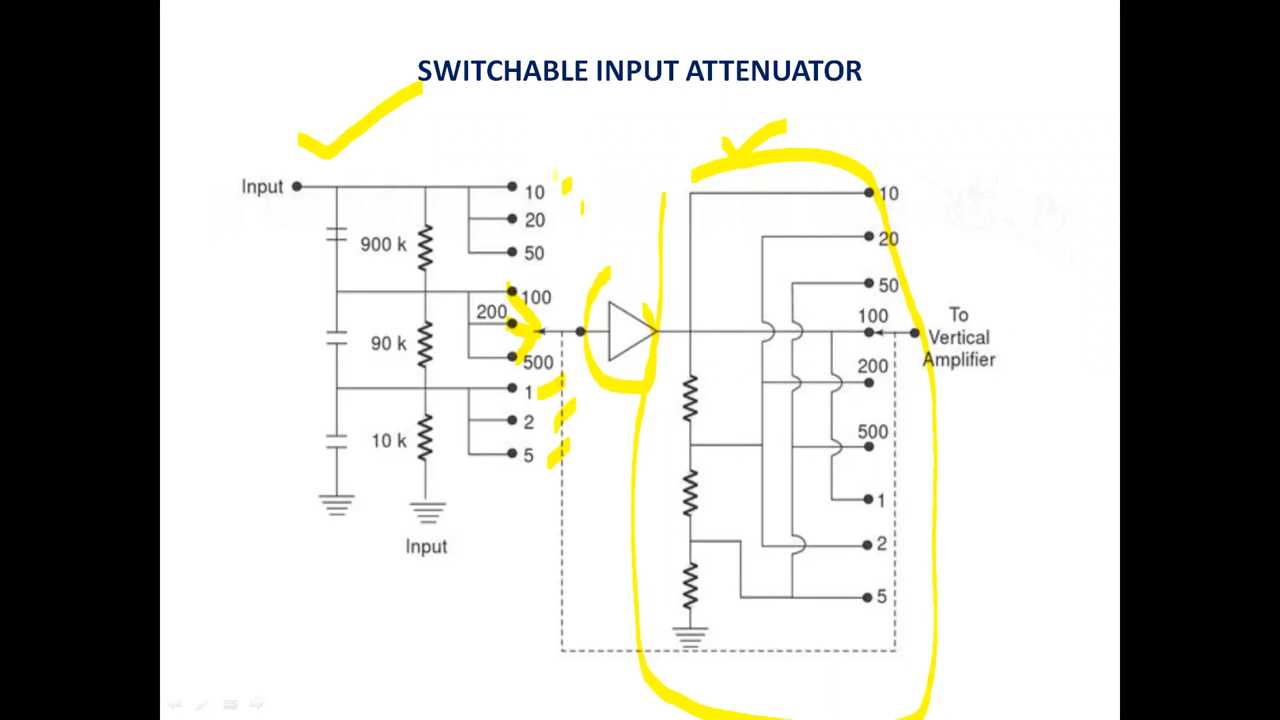 SWITCHABLE INPUT ATTENUATOR
Input
10
20
50
900 k
100
200
500
90 k
1
2
5
10 k
Input
10
20
50
100
200
500
1
2
5
To
Vertical
Amplifier